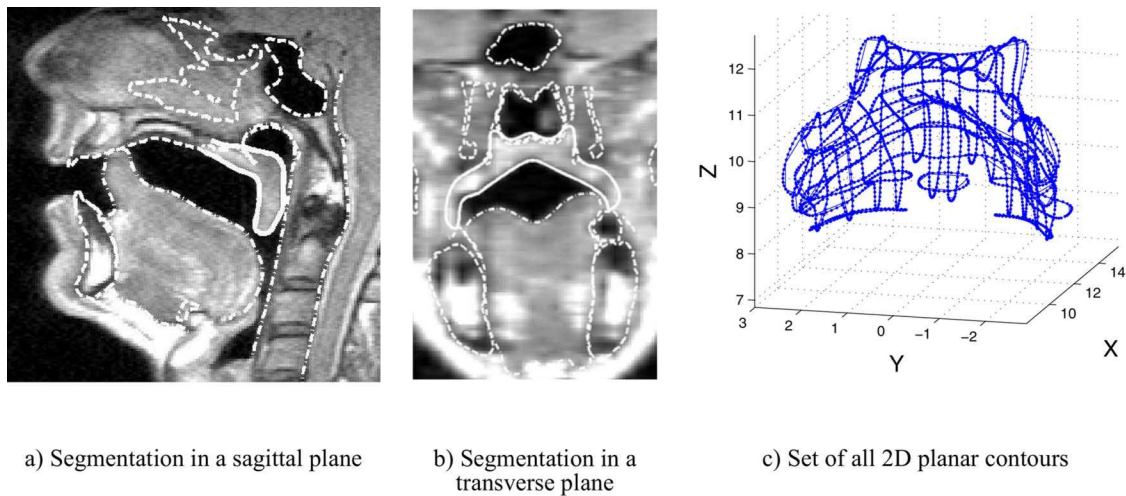 12
11
10
9
8
7
Z
3
2
1
0
−1
−2
Y
10
12
14
X
a) Segmentation in a sagittal plane
b) Segmentation in a
transverse plane
c) Set of all 2D planar contours